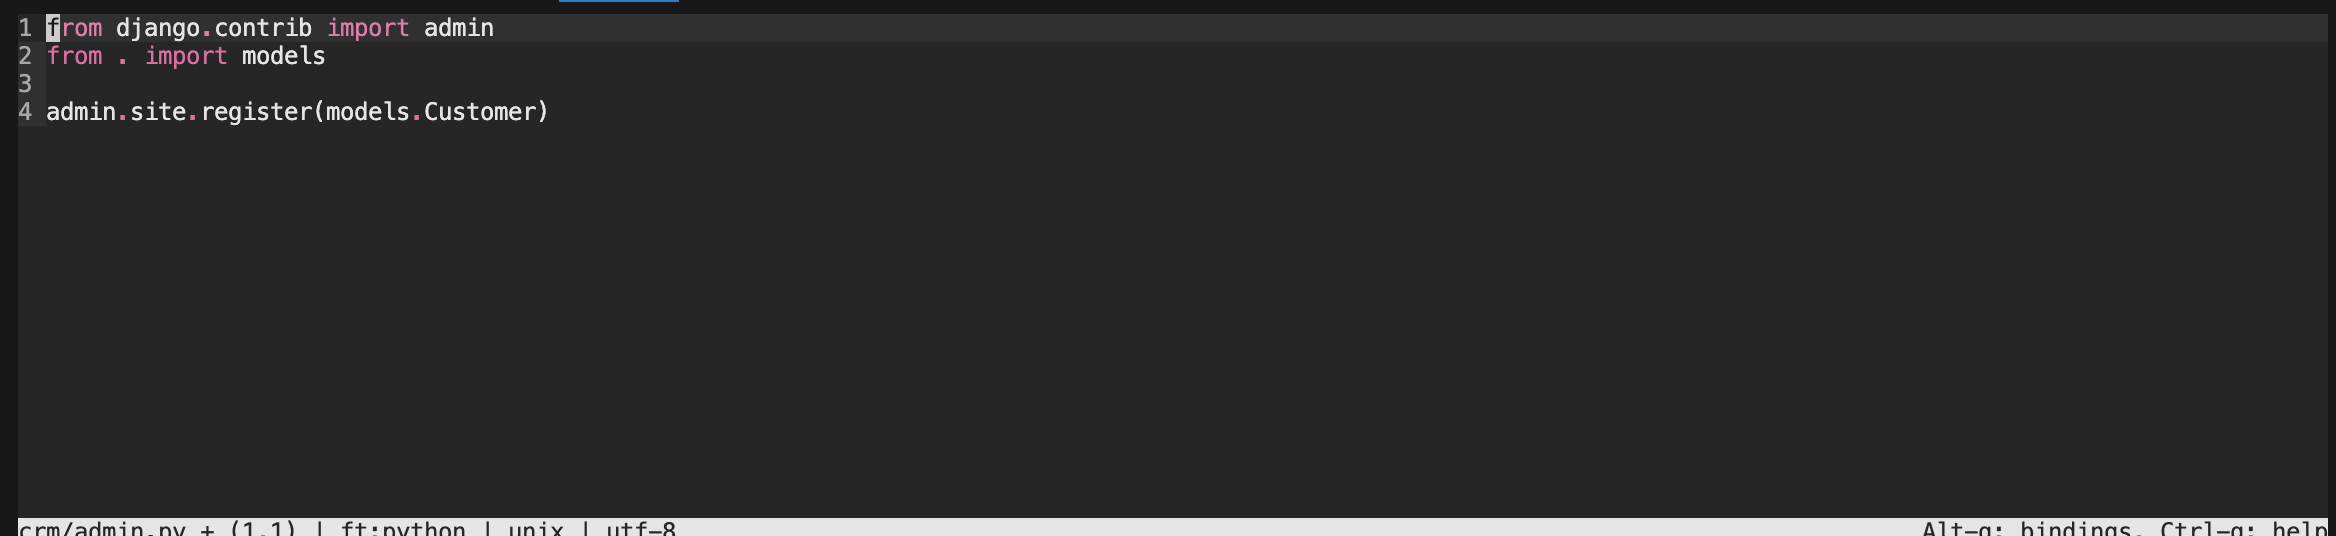 1 from django.contrib import admin
2 from . import models
3
4 admin.site.register(models.Customer)
crm/admin.py + (1,1) | ft:python | unix | utf-8 Alt-g: bindings, Ctrl-g: help